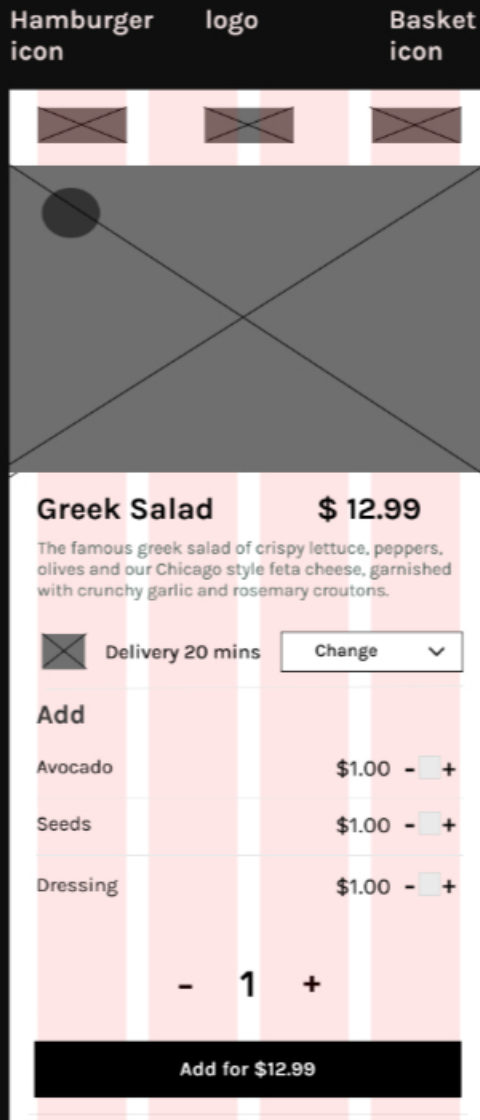 Hamburger icon
logo
Basket icon
Greek Salad
$ 12.99
The famous greek salad of crispy lettuce, peppers,
olives and our Chicago style feta cheese, garnished
with crunchy garlic and rosemary croutons.
Delivery 20 mins
Change
Add
Avocado $1.00 - +
Seeds $1.00 - +
Dressing $1.00 - +
- 1 +
Add for $12.99